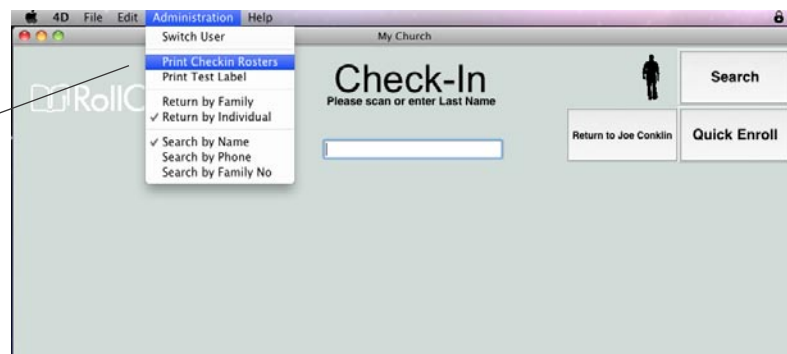 4D File Edit Administration Help
My Church
Switch User
Print Checkin Rosters
Print Test Label
Return by Family
✓ Return by Individual
✓ Search by Name
Search by Phone
Search by Family No
RollC
Check-In
Please scan or enter Last Name
Search
Return to Joe Conklin
Quick Enroll